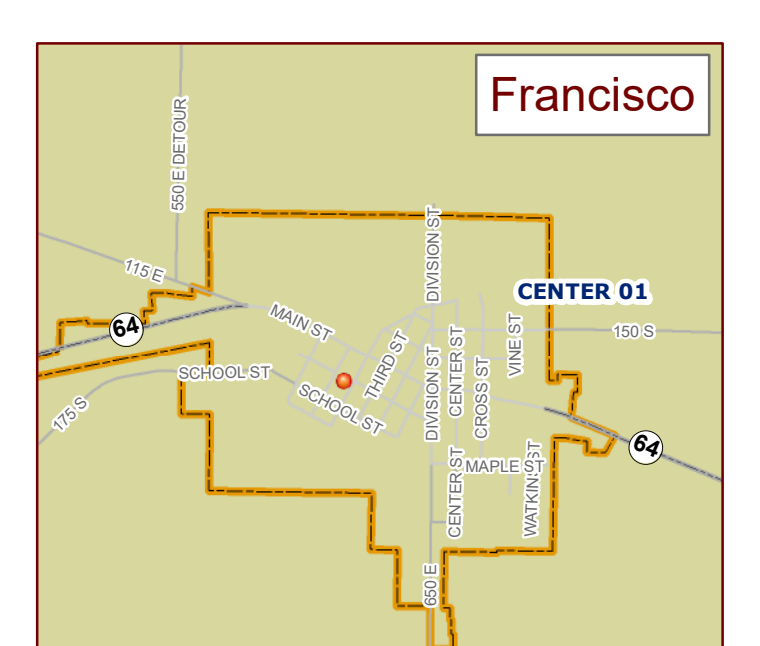 Francisco
550 E DETOUR
115 E
DIVISION ST
CENTER 01
64
MAIN ST
THIRD ST
VINE ST
150 S
SCHOOL ST
SCHOOL ST
DIVISION ST
CENTER ST
CROSS ST
175 S
64
MAPLE ST
CENTER ST
WATKINS ST
650 E